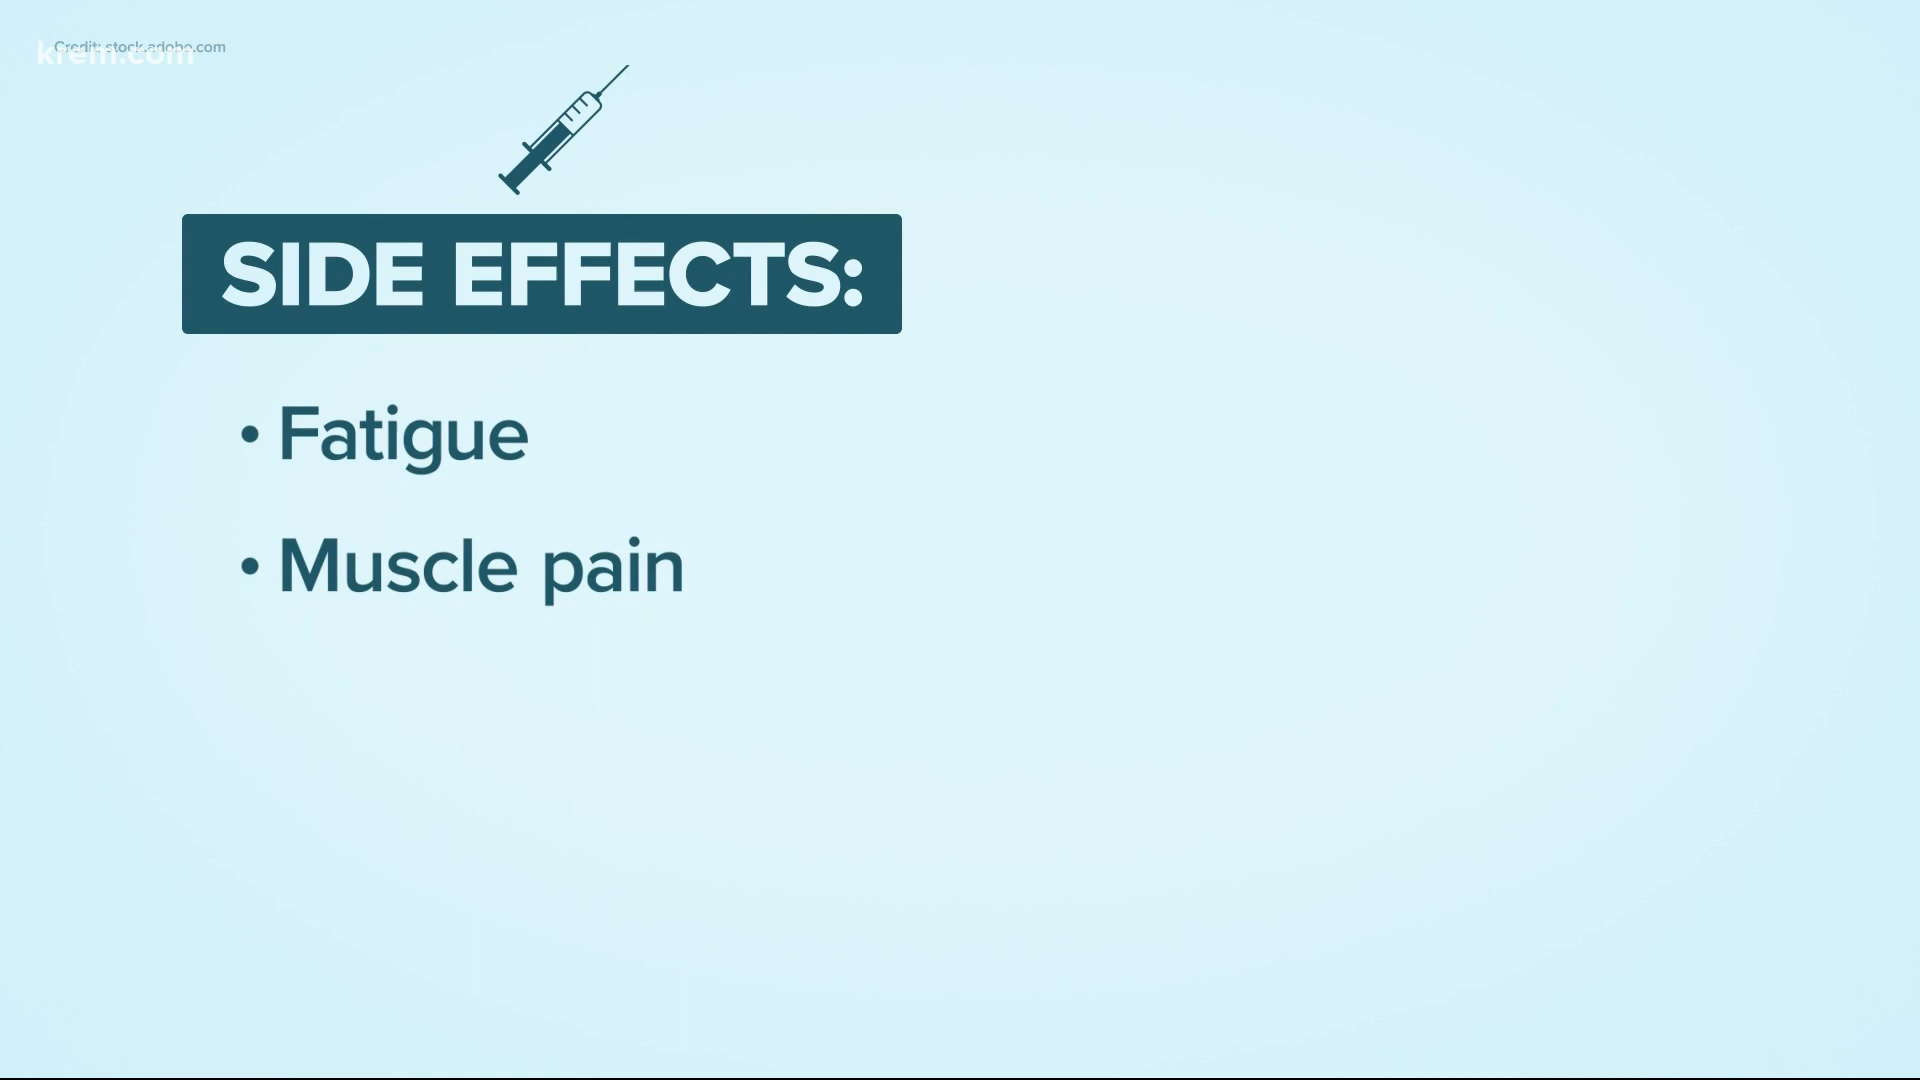 Credit: stock.adobe.com
krem.com
SIDE EFFECTS:
• Fatigue
• Muscle pain